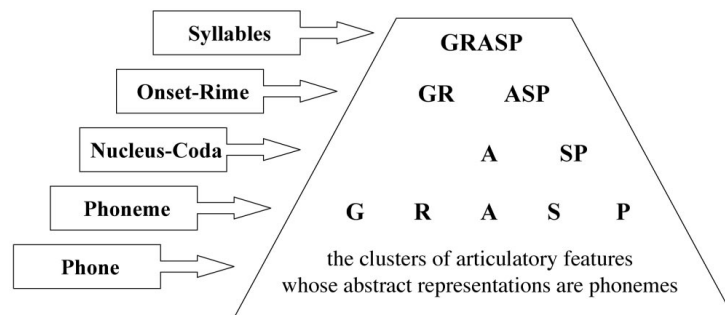 Syllables
GRASP
Onset-Rime
GR ASP
Nucleus-Coda
A SP
Phoneme
G R A S P
Phone
the clusters of articulatory features
whose abstract representations are phonemes